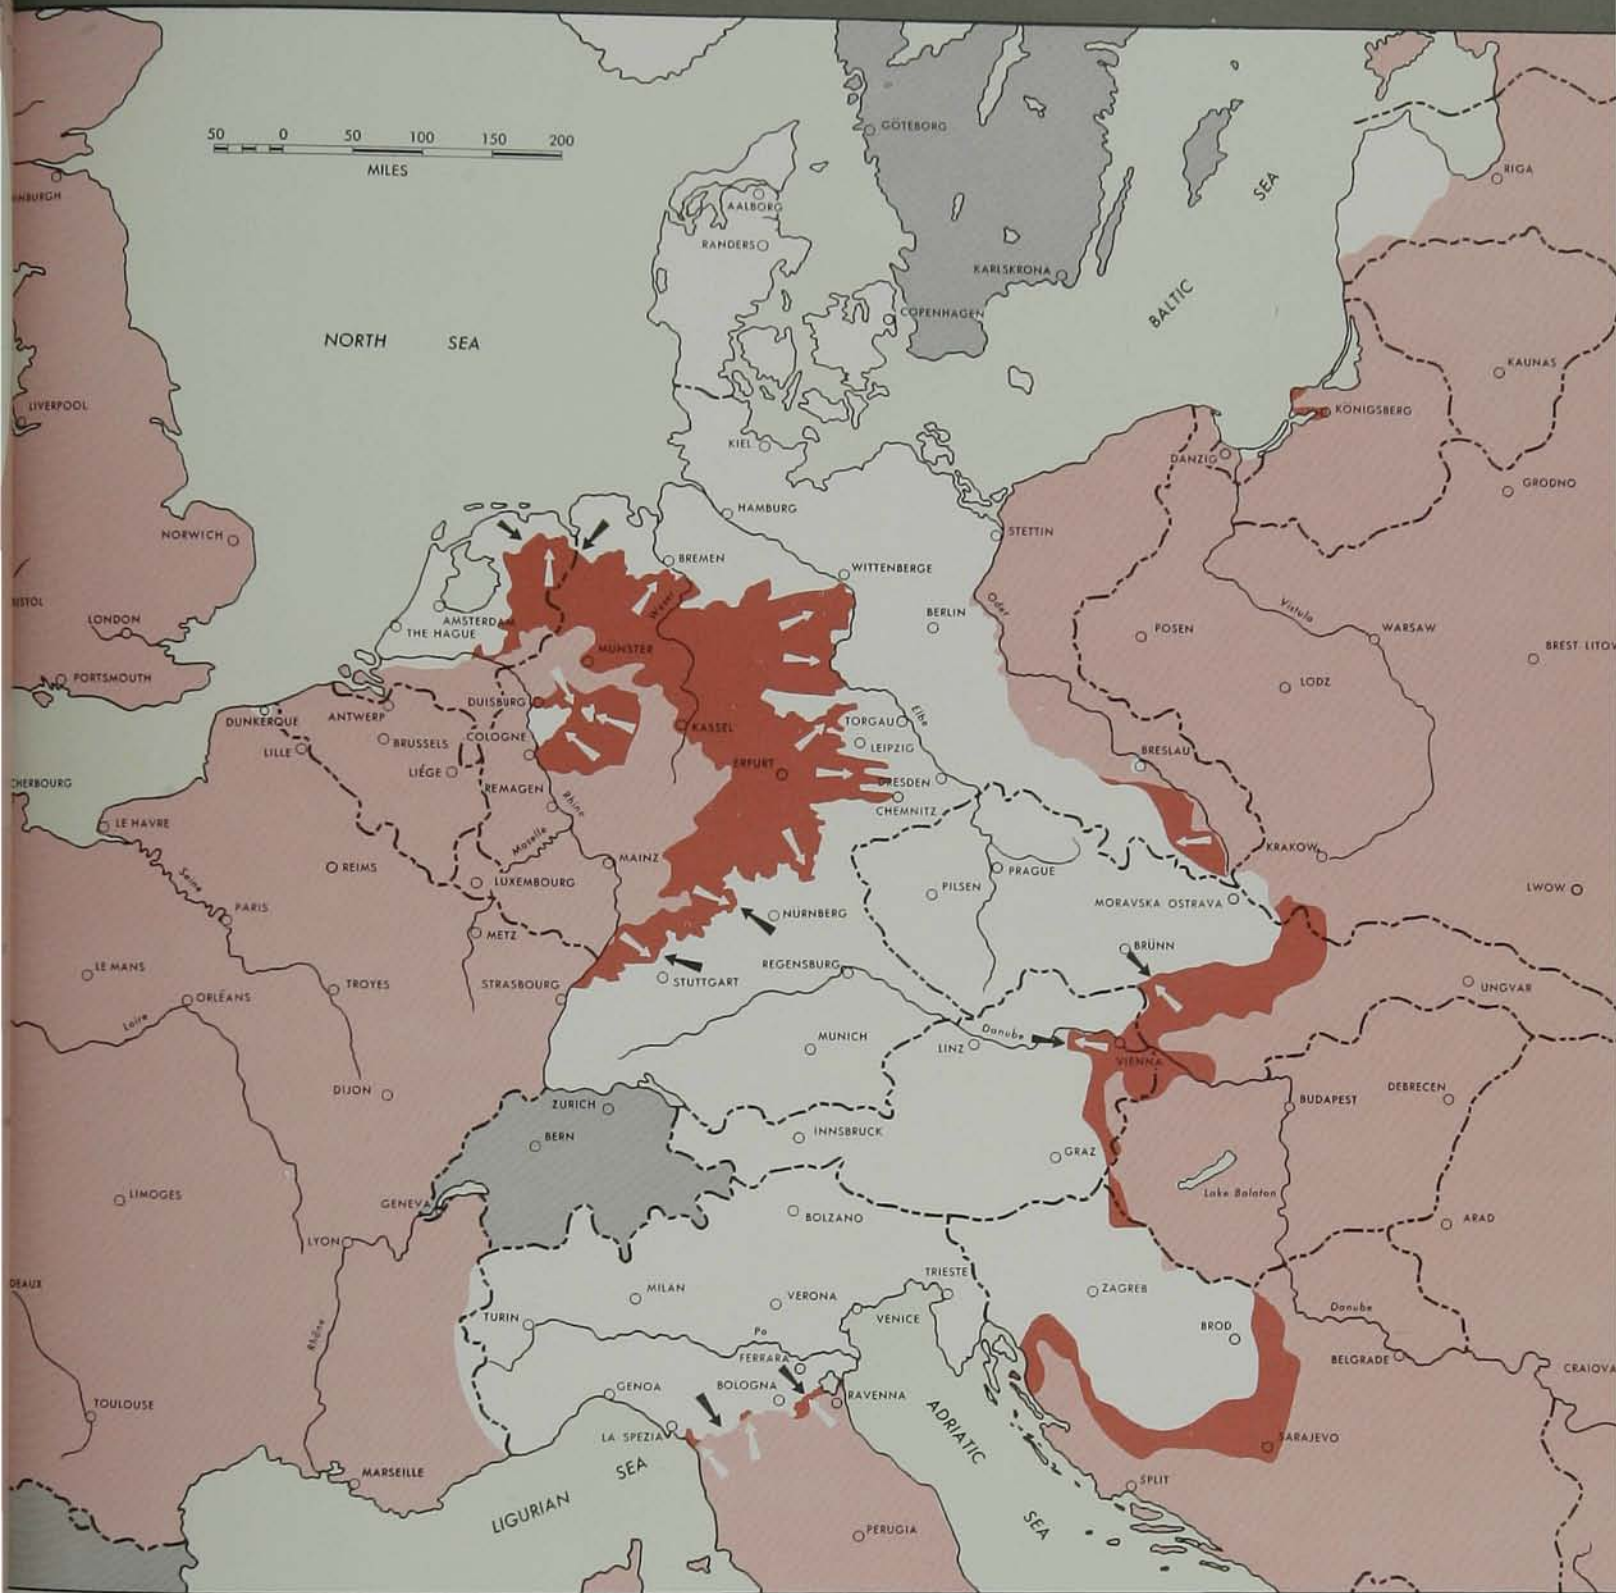 GÖTEBORG
50 0 50 100 150 200
MILES
RIGA
SEA
AALBORG
RANDERS
KARLSKRONA
BALTIC
COPENHAGEN
NORTH SEA
KAUNAS
LIVERPOOL
KÖNIGSBERG
KIEL
DANZIG
GRODNO
HAMBURG
NORWICH
STETTIN
BREMEN
WITTENBERGE
Oder
Weser
Vistula
BERLIN
LONDON
AMSTERDAM
THE HAGUE
POSEN
WARSAW
BREST LITOV
MÜNSTER
PORTSMOUTH
LODZ
DUISBURG
DUNKERQUE
ANTWERP
TORGAU
Elbe
KASSEL
COLOGNE
BRUSSELS
LILLE
LEIPZIG
BRESLAU
LIÉGE
ERFURT
DRESDEN
CHERBOURG
REMAGEN
Rhine
CHEMNITZ
LE HAVRE
Moselle
KRAKOW
REIMS
MAINZ
PRAGUE
Seine
LUXEMBOURG
PILSEN
LWOW
MORAVSKA OSTRAVA
PARIS
NÜRNBERG
METZ
BRÜNN
LE MANS
REGENSBURG
TROYES
STRASBOURG
STUTTGART
UNGVAR
ORLÉANS
Loire
Danube
MUNICH
LINZ
VIENNA
DIJON
DEBRECEN
ZURICH
BUDAPEST
BERN
INNSBRUCK
GRAZ
LIMOGES
Lake Balaton
GENEVA
BOLZANO
ARAD
LYON
TRIESTE
DEAUX
MILAN
ZAGREB
VERONA
Danube
TURIN
VENICE
Rhône
BROD
Po
FERRARA
BELGRADE
CRAIOVA
GENOA
BOLOGNA
RAVENNA
TOULOUSE
ADRIATIC
LA SPEZIA
SARAJEVO
MARSEILLE
SEA
SPLIT
LIGURIAN
SEA
PERUGIA